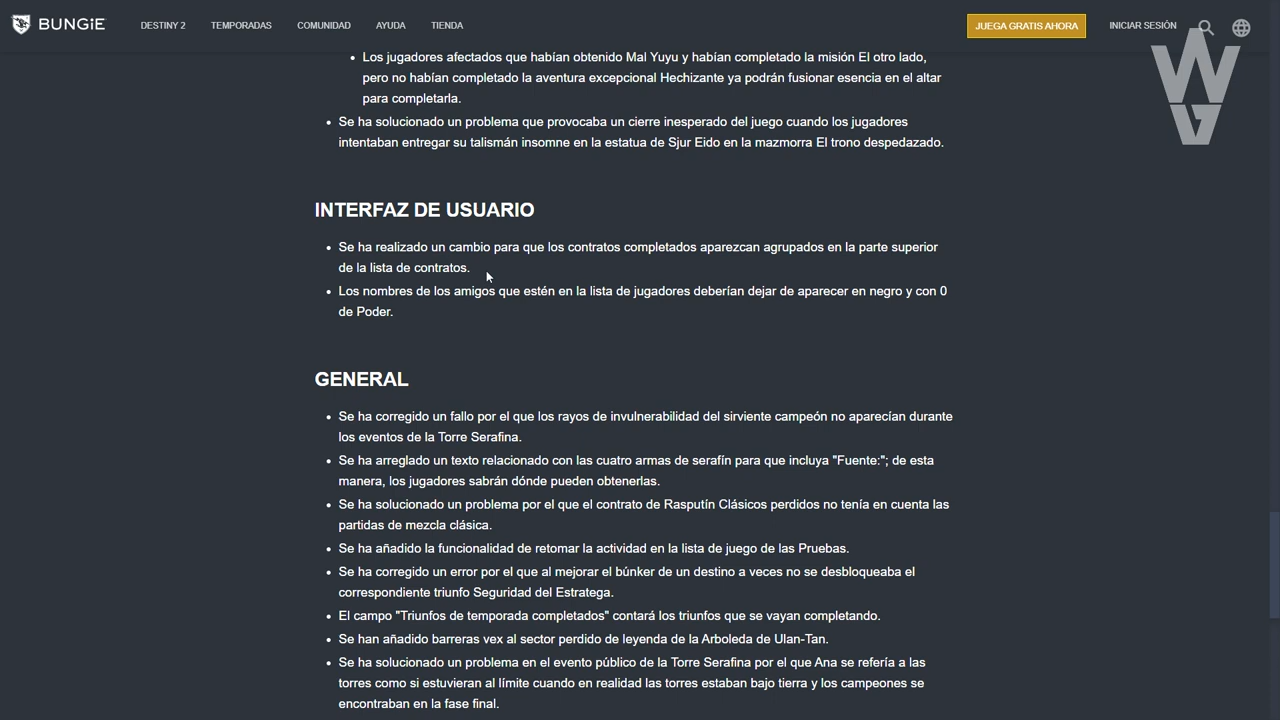 BUNGiE
DESTINY 2
TEMPORADAS
COMUNIDAD
AYUDA
TIENDA
JUEGA GRATIS AHORA
INICIAR SESIÓN
WG
• Los jugadores afectados que habían obtenido Mal Yuyu y habían completado la misión El otro lado,
pero no habían completado la aventura excepcional Hechizante ya podrán fusionar esencia en el altar
para completarla.
• Se ha solucionado un problema que provocaba un cierre inesperado del juego cuando los jugadores
intentaban entregar su talismán insomne en la estatua de Sjur Eido en la mazmorra El trono despedazado.
INTERFAZ DE USUARIO
• Se ha realizado un cambio para que los contratos completados aparezcan agrupados en la parte superior
de la lista de contratos.
• Los nombres de los amigos que estén en la lista de jugadores deberían dejar de aparecer en negro y con 0
de Poder.
GENERAL
• Se ha corregido un fallo por el que los rayos de invulnerabilidad del sirviente campeón no aparecían durante
los eventos de la Torre Serafina.
• Se ha arreglado un texto relacionado con las cuatro armas de serafín para que incluya "Fuente:"; de esta
manera, los jugadores sabrán dónde pueden obtenerlas.
• Se ha solucionado un problema por el que el contrato de Rasputín Clásicos perdidos no tenía en cuenta las
partidas de mezcla clásica.
• Se ha añadido la funcionalidad de retomar la actividad en la lista de juego de las Pruebas.
• Se ha corregido un error por el que al mejorar el búnker de un destino a veces no se desbloqueaba el
correspondiente triunfo Seguridad del Estratega.
• El campo "Triunfos de temporada completados" contará los triunfos que se vayan completando.
• Se han añadido barreras vex al sector perdido de leyenda de la Arboleda de Ulan-Tan.
• Se ha solucionado un problema en el evento público de la Torre Serafina por el que Ana se refería a las
torres como si estuvieran al límite cuando en realidad las torres estaban bajo tierra y los campeones se
encontraban en la fase final.